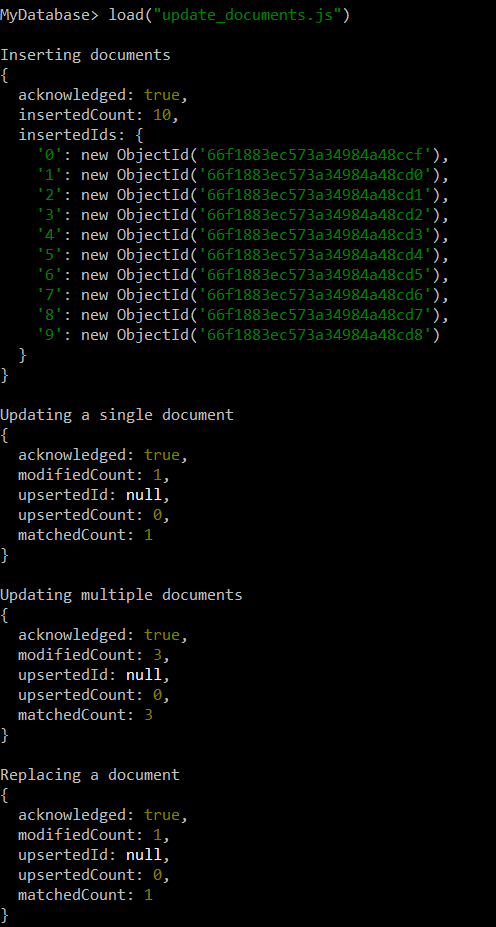 MyDatabase> load("update_documents.js")
Inserting documents
{
  acknowledged: true,
  insertedCount: 10,
  insertedIds: {
    '0': new ObjectId('66f1883ec573a34984a48ccf'),
    '1': new ObjectId('66f1883ec573a34984a48cd0'),
    '2': new ObjectId('66f1883ec573a34984a48cd1'),
    '3': new ObjectId('66f1883ec573a34984a48cd2'),
    '4': new ObjectId('66f1883ec573a34984a48cd3'),
    '5': new ObjectId('66f1883ec573a34984a48cd4'),
    '6': new ObjectId('66f1883ec573a34984a48cd5'),
    '7': new ObjectId('66f1883ec573a34984a48cd6'),
    '8': new ObjectId('66f1883ec573a34984a48cd7'),
    '9': new ObjectId('66f1883ec573a34984a48cd8')
  }
}
Updating a single document
{
  acknowledged: true,
  modifiedCount: 1,
  upsertedId: null,
  upsertedCount: 0,
  matchedCount: 1
}
Updating multiple documents
{
  acknowledged: true,
  modifiedCount: 3,
  upsertedId: null,
  upsertedCount: 0,
  matchedCount: 3
}
Replacing a document
{
  acknowledged: true,
  modifiedCount: 1,
  upsertedId: null,
  upsertedCount: 0,
  matchedCount: 1
}